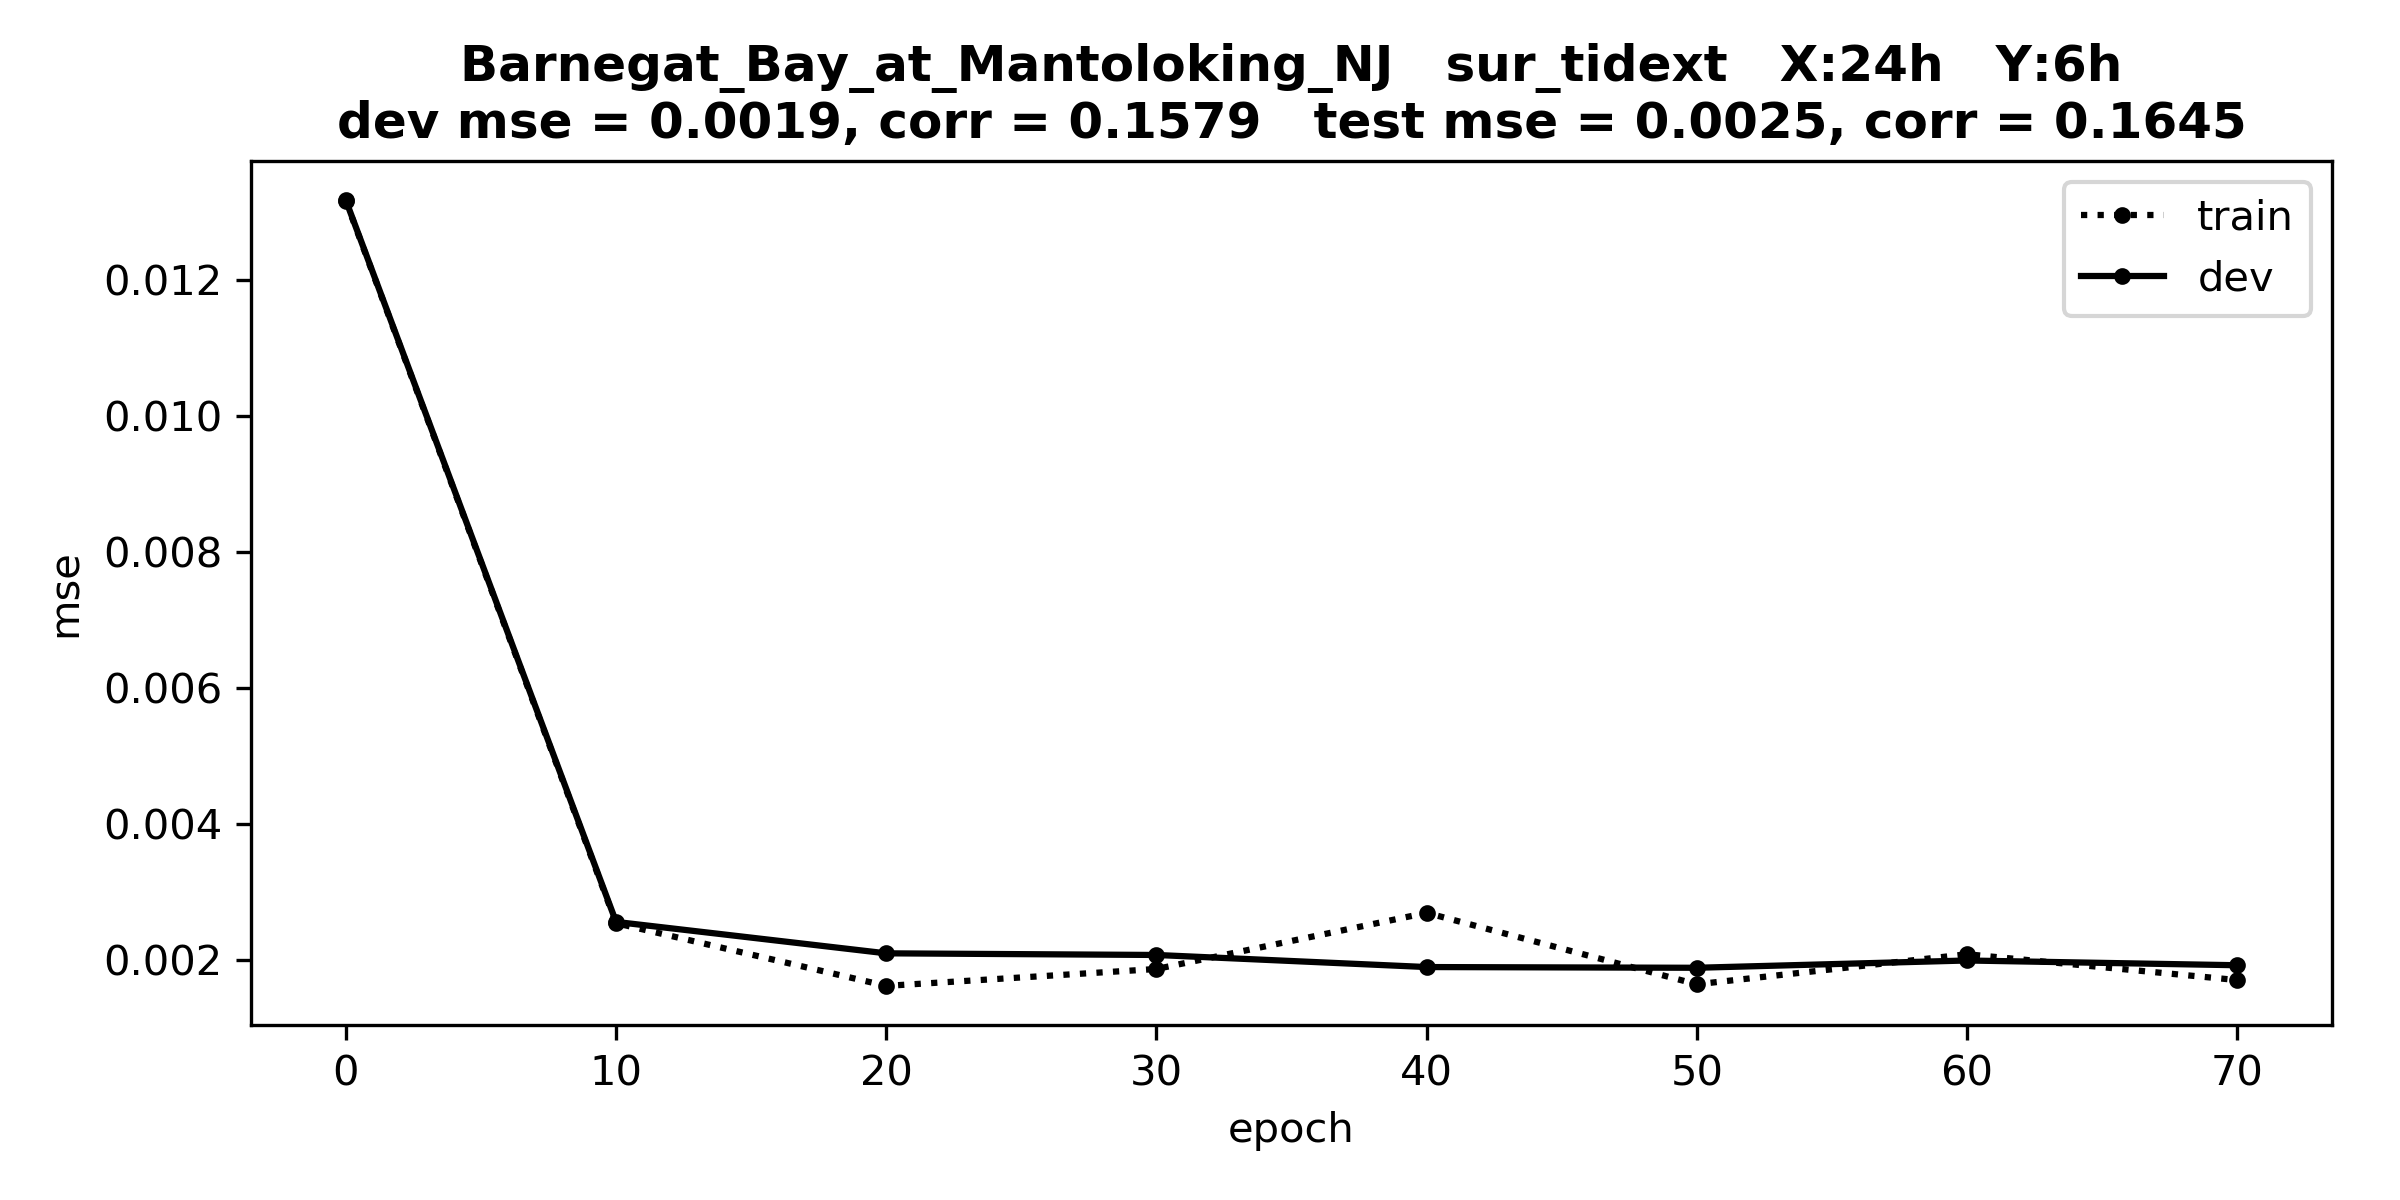 Barnegat_Bay_at_Mantoloking_NJ   sur_tidext   X:24h   Y:6h
dev mse = 0.0019, corr = 0.1579   test mse = 0.0025, corr = 0.1645
train
dev
0.012
0.010
0.008
0.006
0.004
0.002
mse
0 10 20 30 40 50 60 70
epoch